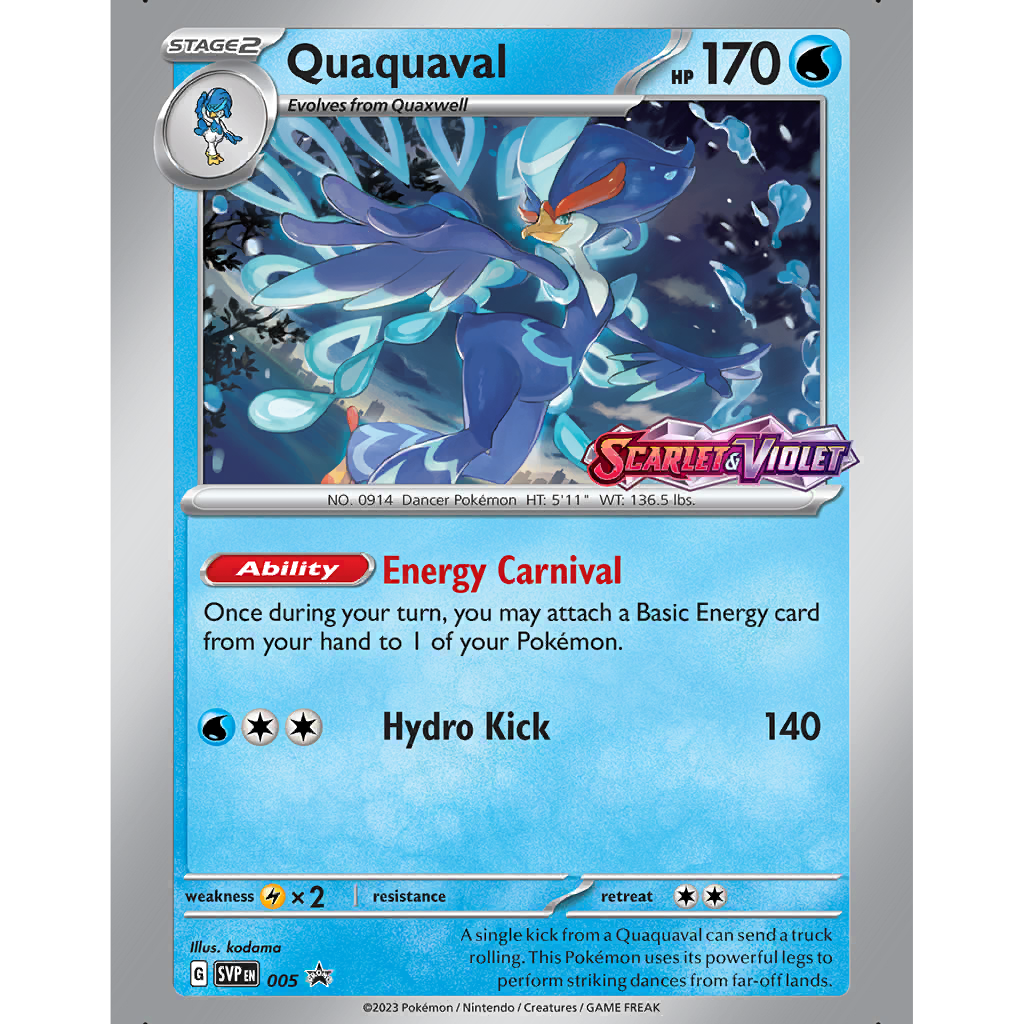 STAGE2
Quaquaval
HP 170
Evolves from Quaxwell
SCARLET & VIOLET
NO. 0914 Dancer Pokémon HT: 5'11" WT: 136.5 lbs.
Ability Energy Carnival
Once during your turn, you may attach a Basic Energy card
from your hand to 1 of your Pokémon.
Hydro Kick 140
weakness ×2 resistance retreat
Illus. kodama
A single kick from a Quaquaval can send a truck
rolling. This Pokémon uses its powerful legs to
perform striking dances from far-off lands.
G SVP EN 005 PROMO
©2023 Pokémon / Nintendo / Creatures / GAME FREAK